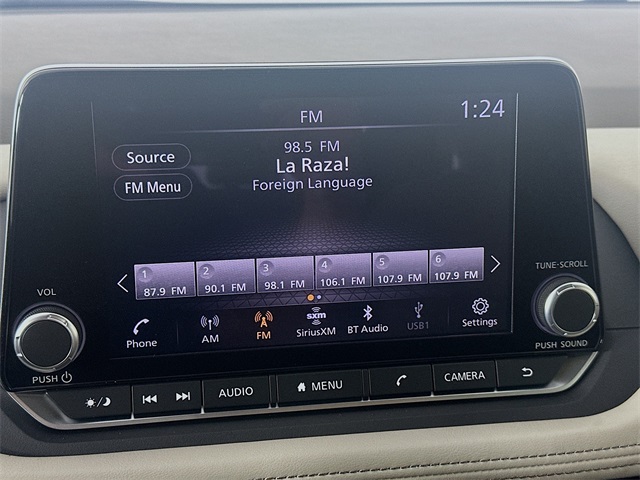 FM
1:24
98.5 FM
La Raza!
Foreign Language
Source
FM Menu
1 2 3 4 5 6
87.9 FM 90.1 FM 98.1 FM 106.1 FM 107.9 FM 107.9 FM
Phone AM FM SiriusXM BT Audio USB1 Settings
sxm
VOL
PUSH
TUNE-SCROLL
PUSH SOUND
AUDIO MENU CAMERA